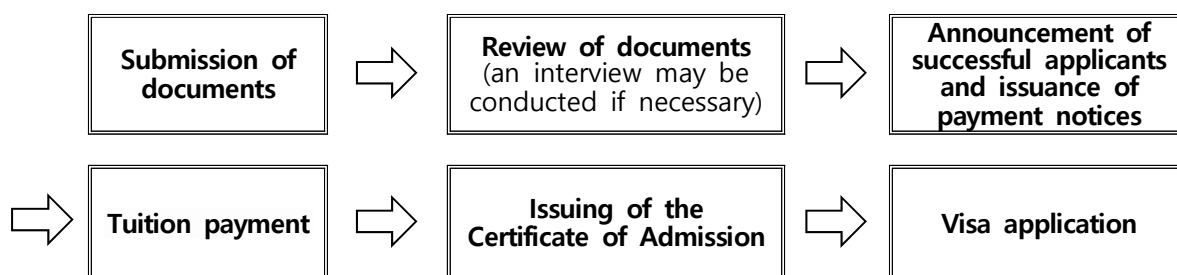 Submission of
documents
Review of documents
(an interview may be
conducted if necessary)
Announcement of
successful applicants
and issuance of
payment notices
Tuition payment
Issuing of the
Certificate of Admission
Visa application